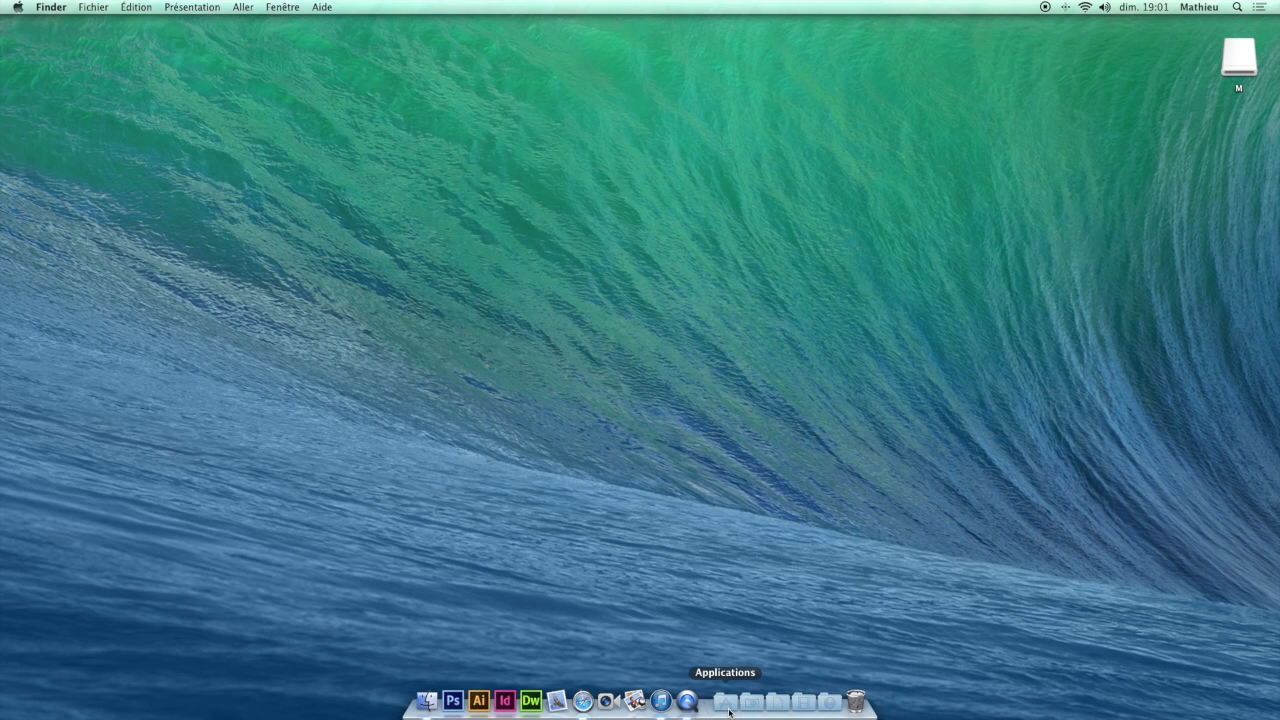 Finder Fichier Édition Présentation Aller Fenêtre Aide dim. 19:01 Mathieu
M
Applications
Ps Ai Id Dw